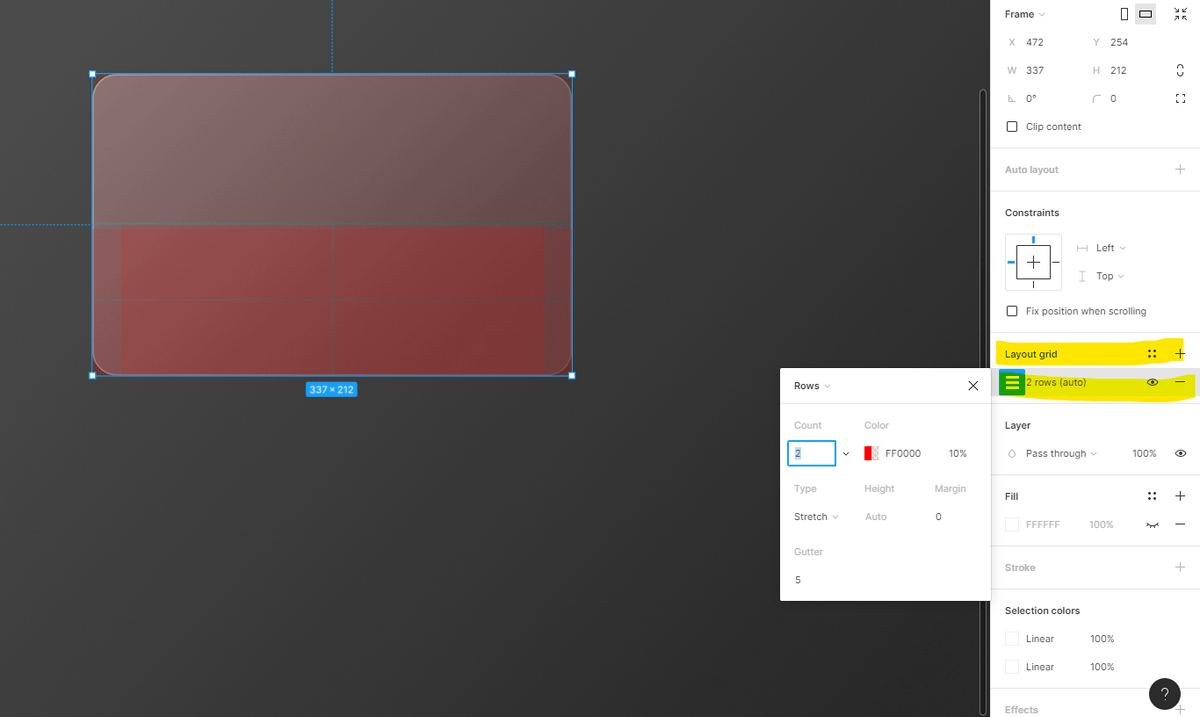 Frame
X 472 Y 254
W 337 H 212
0° 0
Clip content
Auto layout
Constraints
Left
Top
Fix position when scrolling
Layout grid
2 rows (auto)
Layer
Pass through 100%
Fill
FFFFFF 100%
Stroke
Selection colors
Linear 100%
Linear 100%
Effects
?
337 × 212
Rows
Count Color
2 FF0000 10%
Type Height Margin
Stretch Auto 0
Gutter
5